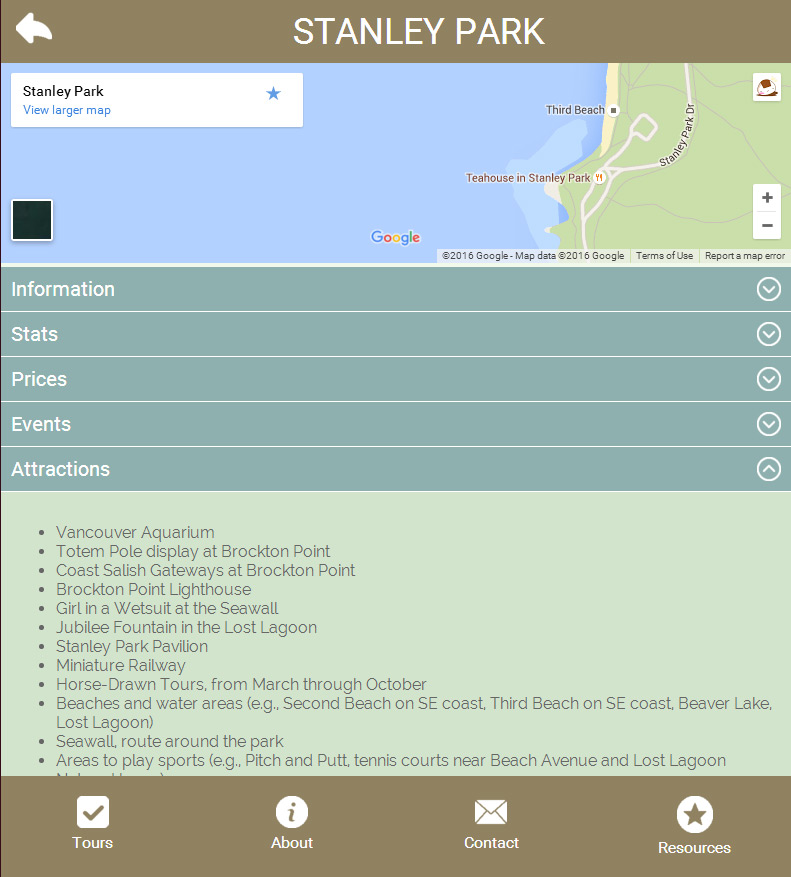 STANLEY PARK
Stanley Park
View larger map
Third Beach
Stanley Park Dr
Teahouse in Stanley Park
Google
©2016 Google - Map data ©2016 Google Terms of Use Report a map error
Information
Stats
Prices
Events
Attractions
• Vancouver Aquarium
• Totem Pole display at Brockton Point
• Coast Salish Gateways at Brockton Point
• Brockton Point Lighthouse
• Girl in a Wetsuit at the Seawall
• Jubilee Fountain in the Lost Lagoon
• Stanley Park Pavilion
• Miniature Railway
• Horse-Drawn Tours, from March through October
• Beaches and water areas (e.g., Second Beach on SE coast, Third Beach on SE coast, Beaver Lake,
Lost Lagoon)
• Seawall, route around the park
• Areas to play sports (e.g., Pitch and Putt, tennis courts near Beach Avenue and Lost Lagoon
Tours
About
Contact
Resources